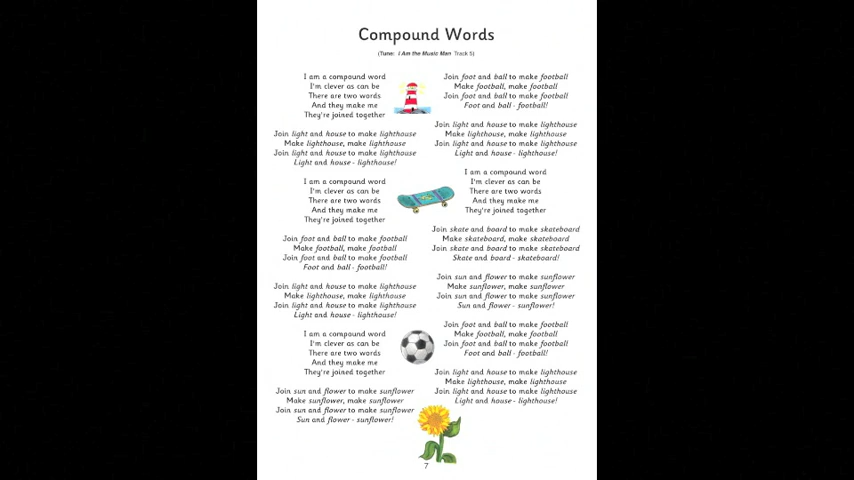 Compound Words
(Tune: I Am the Music Man Track 5)
I am a compound word
I'm clever as can be
There are two words
And they make me
They're joined together
Join light and house to make lighthouse
Make lighthouse, make lighthouse
Join light and house to make lighthouse
Light and house - lighthouse!
I am a compound word
I'm clever as can be
There are two words
And they make me
They're joined together
Join foot and ball to make football
Make football, make football
Join foot and ball to make football
Foot and ball - football!
Join light and house to make lighthouse
Make lighthouse, make lighthouse
Join light and house to make lighthouse
Light and house - lighthouse!
I am a compound word
I'm clever as can be
There are two words
And they make me
They're joined together
Join sun and flower to make sunflower
Make sunflower, make sunflower
Join sun and flower to make sunflower
Sun and flower - sunflower!
Join foot and ball to make football
Make football, make football
Join foot and ball to make football
Foot and ball - football!
Join light and house to make lighthouse
Make lighthouse, make lighthouse
Join light and house to make lighthouse
Light and house - lighthouse!
I am a compound word
I'm clever as can be
There are two words
And they make me
They're joined together
Join skate and board to make skateboard
Make skateboard, make skateboard
Join skate and board to make skateboard
Skate and board - skateboard!
Join sun and flower to make sunflower
Make sunflower, make sunflower
Join sun and flower to make sunflower
Sun and flower - sunflower!
Join foot and ball to make football
Make football, make football
Join foot and ball to make football
Foot and ball - football!
Join light and house to make lighthouse
Make lighthouse, make lighthouse
Join light and house to make lighthouse
Light and house - lighthouse!
7